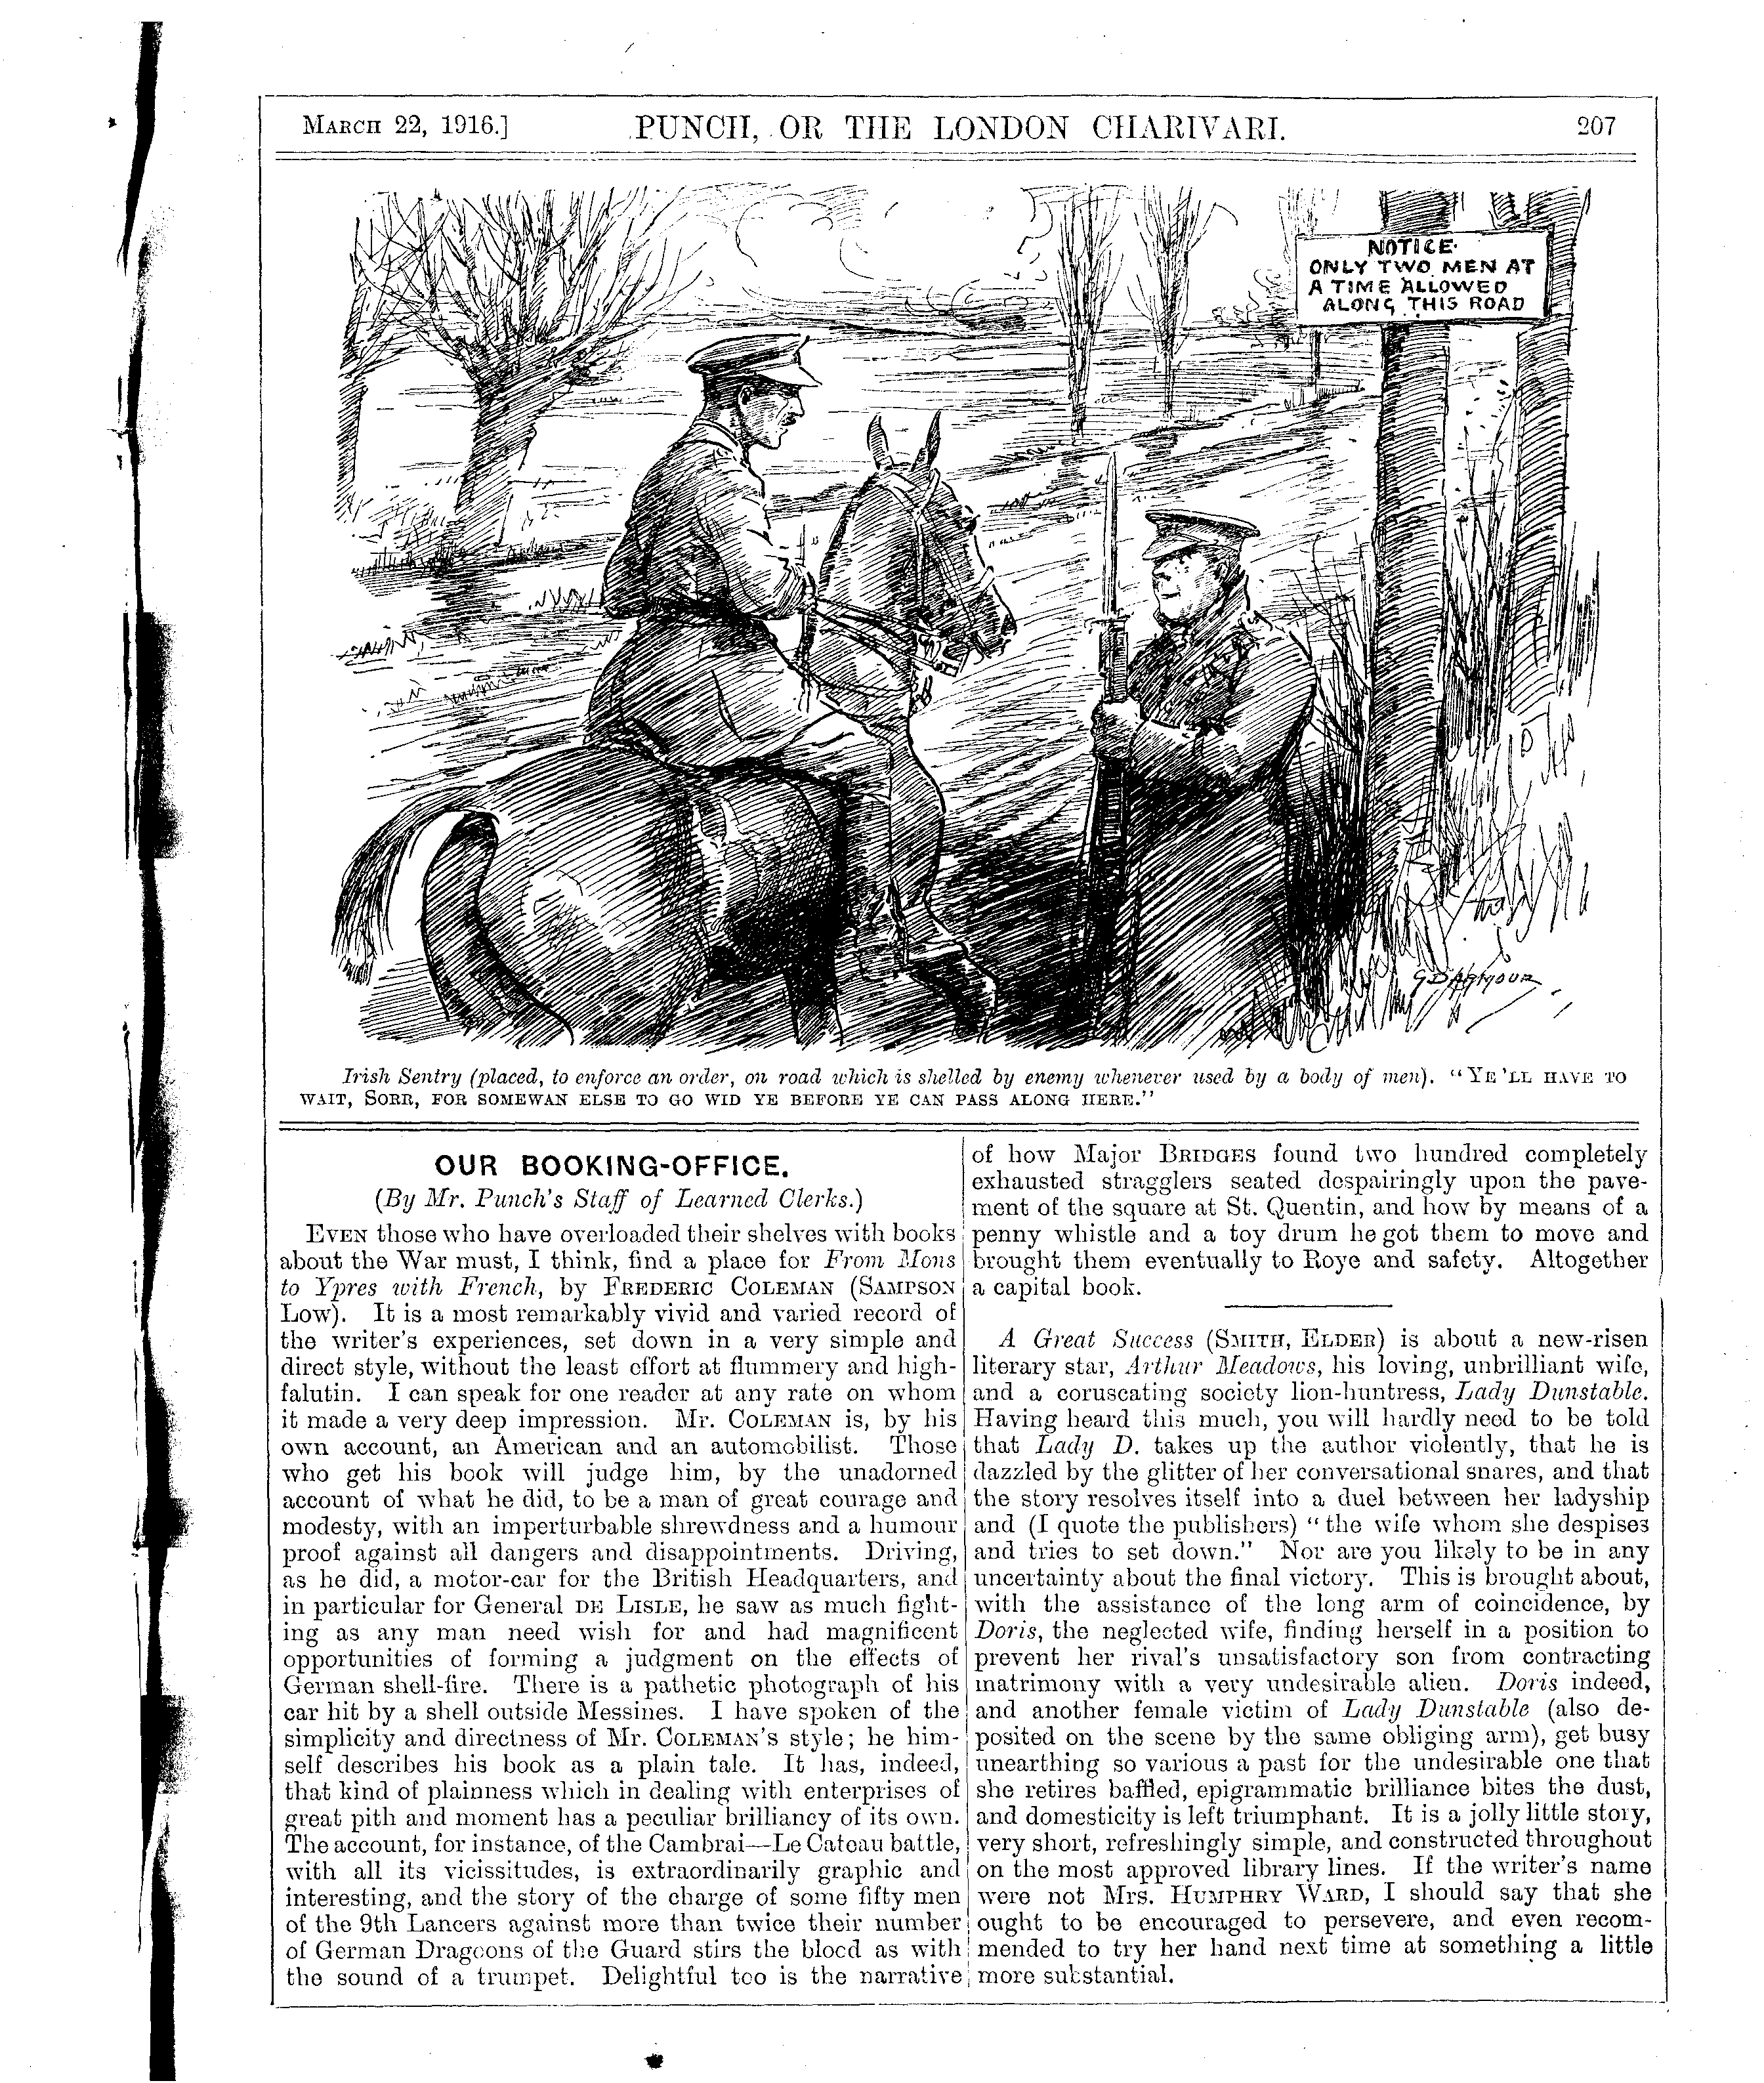 MARCH 22, 1916.]
PUNCH, OR THE LONDON CHARIVARI.
207
NOTICE
ONLY TWO MEN AT
A TIME ALLOWED
ALONG THIS ROAD
G D ARMOUR
Irish Sentry (placed, to enforce an order, on road which is shelled by enemy whenever used by a body of men). "YE'LL HAVE TO
WAIT, SORR, FOR SOMEWAN ELSE TO GO WID YE BEFORE YE CAN PASS ALONG HERE."
OUR BOOKING-OFFICE.
(By Mr. Punch's Staff of Learned Clerks.)
EVEN those who have overloaded their shelves with books
about the War must, I think, find a place for From Mons
to Ypres with French, by FREDERIC COLEMAN (SAMPSON
LOW). It is a most remarkably vivid and varied record of
the writer's experiences, set down in a very simple and
direct style, without the least effort at flummery and high-
falutin. I can speak for one reader at any rate on whom
it made a very deep impression. Mr. COLEMAN is, by his
own account, an American and an automobilist. Those
who get his book will judge him, by the unadorned
account of what he did, to be a man of great courage and
modesty, with an imperturbable shrewdness and a humour
proof against all dangers and disappointments. Driving,
as he did, a motor-car for the British Headquarters, and
in particular for General DE LISLE, he saw as much fight-
ing as any man need wish for and had magnificent
opportunities of forming a judgment on the effects of
German shell-fire. There is a pathetic photograph of his
car hit by a shell outside Messines. I have spoken of the
simplicity and directness of Mr. COLEMAN'S style; he him-
self describes his book as a plain tale. It has, indeed,
that kind of plainness which in dealing with enterprises of
great pith and moment has a peculiar brilliancy of its own.
The account, for instance, of the Cambrai—Le Cateau battle,
with all its vicissitudes, is extraordinarily graphic and
interesting, and the story of the charge of some fifty men
of the 9th Lancers against more than twice their number
of German Dragoons of the Guard stirs the blood as with
the sound of a trumpet. Delightful too is the narrative
of how Major BRIDGES found two hundred completely
exhausted stragglers seated despairingly upon the pave-
ment of the square at St. Quentin, and how by means of a
penny whistle and a toy drum he got them to move and
brought them eventually to Roye and safety. Altogether
a capital book.
A Great Success (SMITH, ELDER) is about a new-risen
literary star, Arthur Meadows, his loving, unbrilliant wife,
and a coruscating society lion-huntress, Lady Dunstable.
Having heard this much, you will hardly need to be told
that Lady D. takes up the author violently, that he is
dazzled by the glitter of her conversational snares, and that
the story resolves itself into a duel between her ladyship
and (I quote the publishers) "the wife whom she despises
and tries to set down." Nor are you likely to be in any
uncertainty about the final victory. This is brought about,
with the assistance of the long arm of coincidence, by
Doris, the neglected wife, finding herself in a position to
prevent her rival's unsatisfactory son from contracting
matrimony with a very undesirable alien. Doris indeed,
and another female victim of Lady Dunstable (also de-
posited on the scene by the same obliging arm), get busy
unearthing so various a past for the undesirable one that
she retires baffled, epigrammatic brilliance bites the dust,
and domesticity is left triumphant. It is a jolly little story,
very short, refreshingly simple, and constructed throughout
on the most approved library lines. If the writer's name
were not Mrs. HUMPHRY WARD, I should say that she
ought to be encouraged to persevere, and even recom-
mended to try her hand next time at something a little
more substantial.